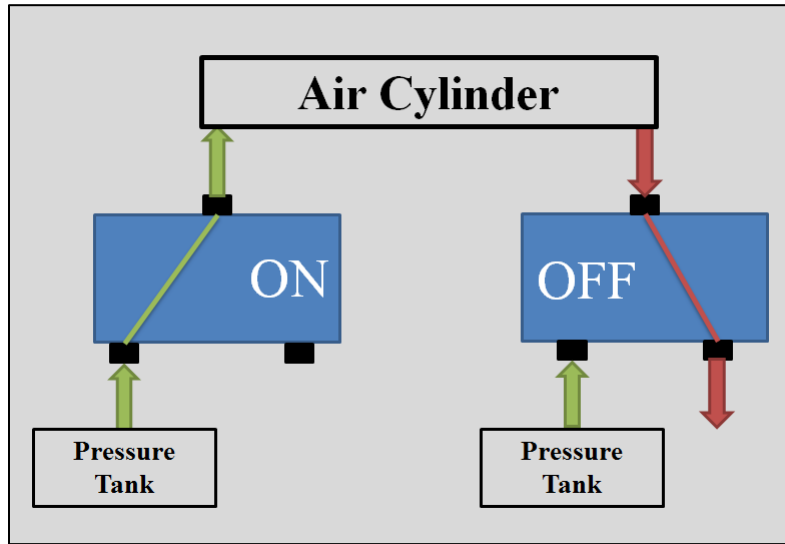 Air Cylinder
ON
OFF
Pressure
Tank
Pressure
Tank